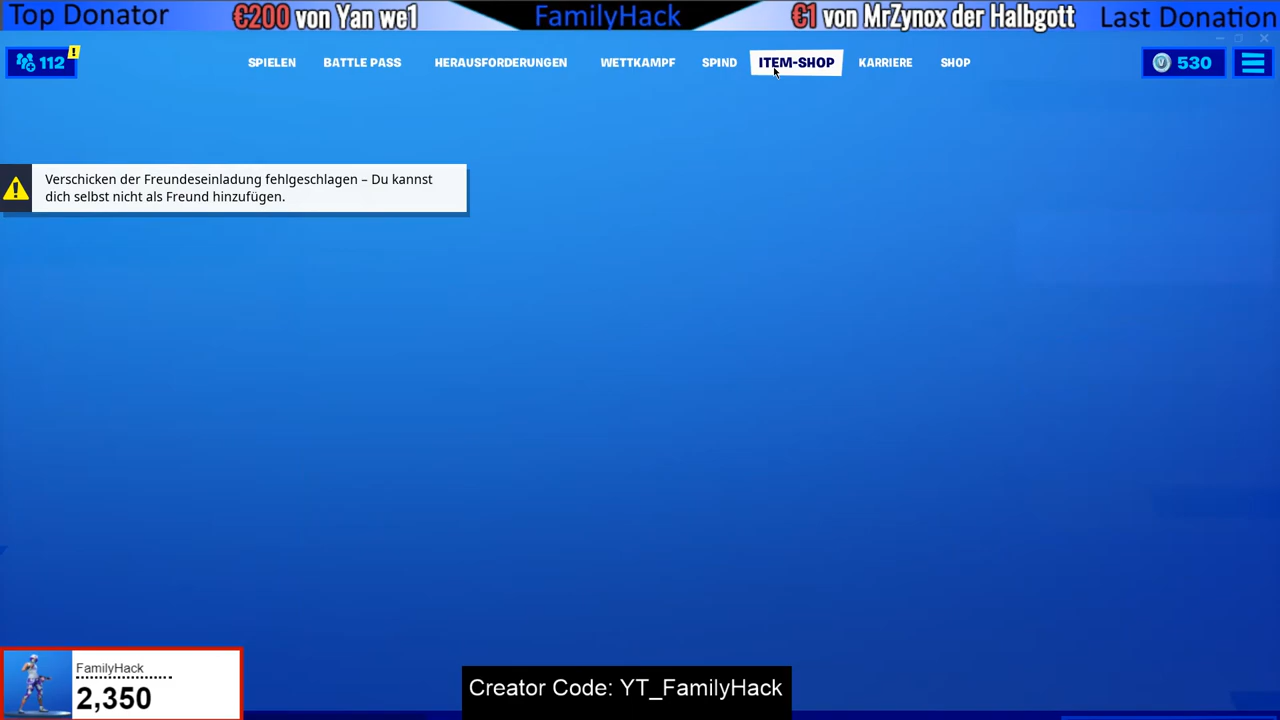 Top Donator €200 von Yan we1 FamilyHack €1 von MrZynox der Halbgott Last Donation
112 ! SPIELEN BATTLE PASS HERAUSFORDERUNGEN WETTKAMPF SPIND ITEM-SHOP KARRIERE SHOP V 530
Verschicken der Freundeseinladung fehlgeschlagen – Du kannst
dich selbst nicht als Freund hinzufügen.
FamilyHack
2,350
Creator Code: YT_FamilyHack